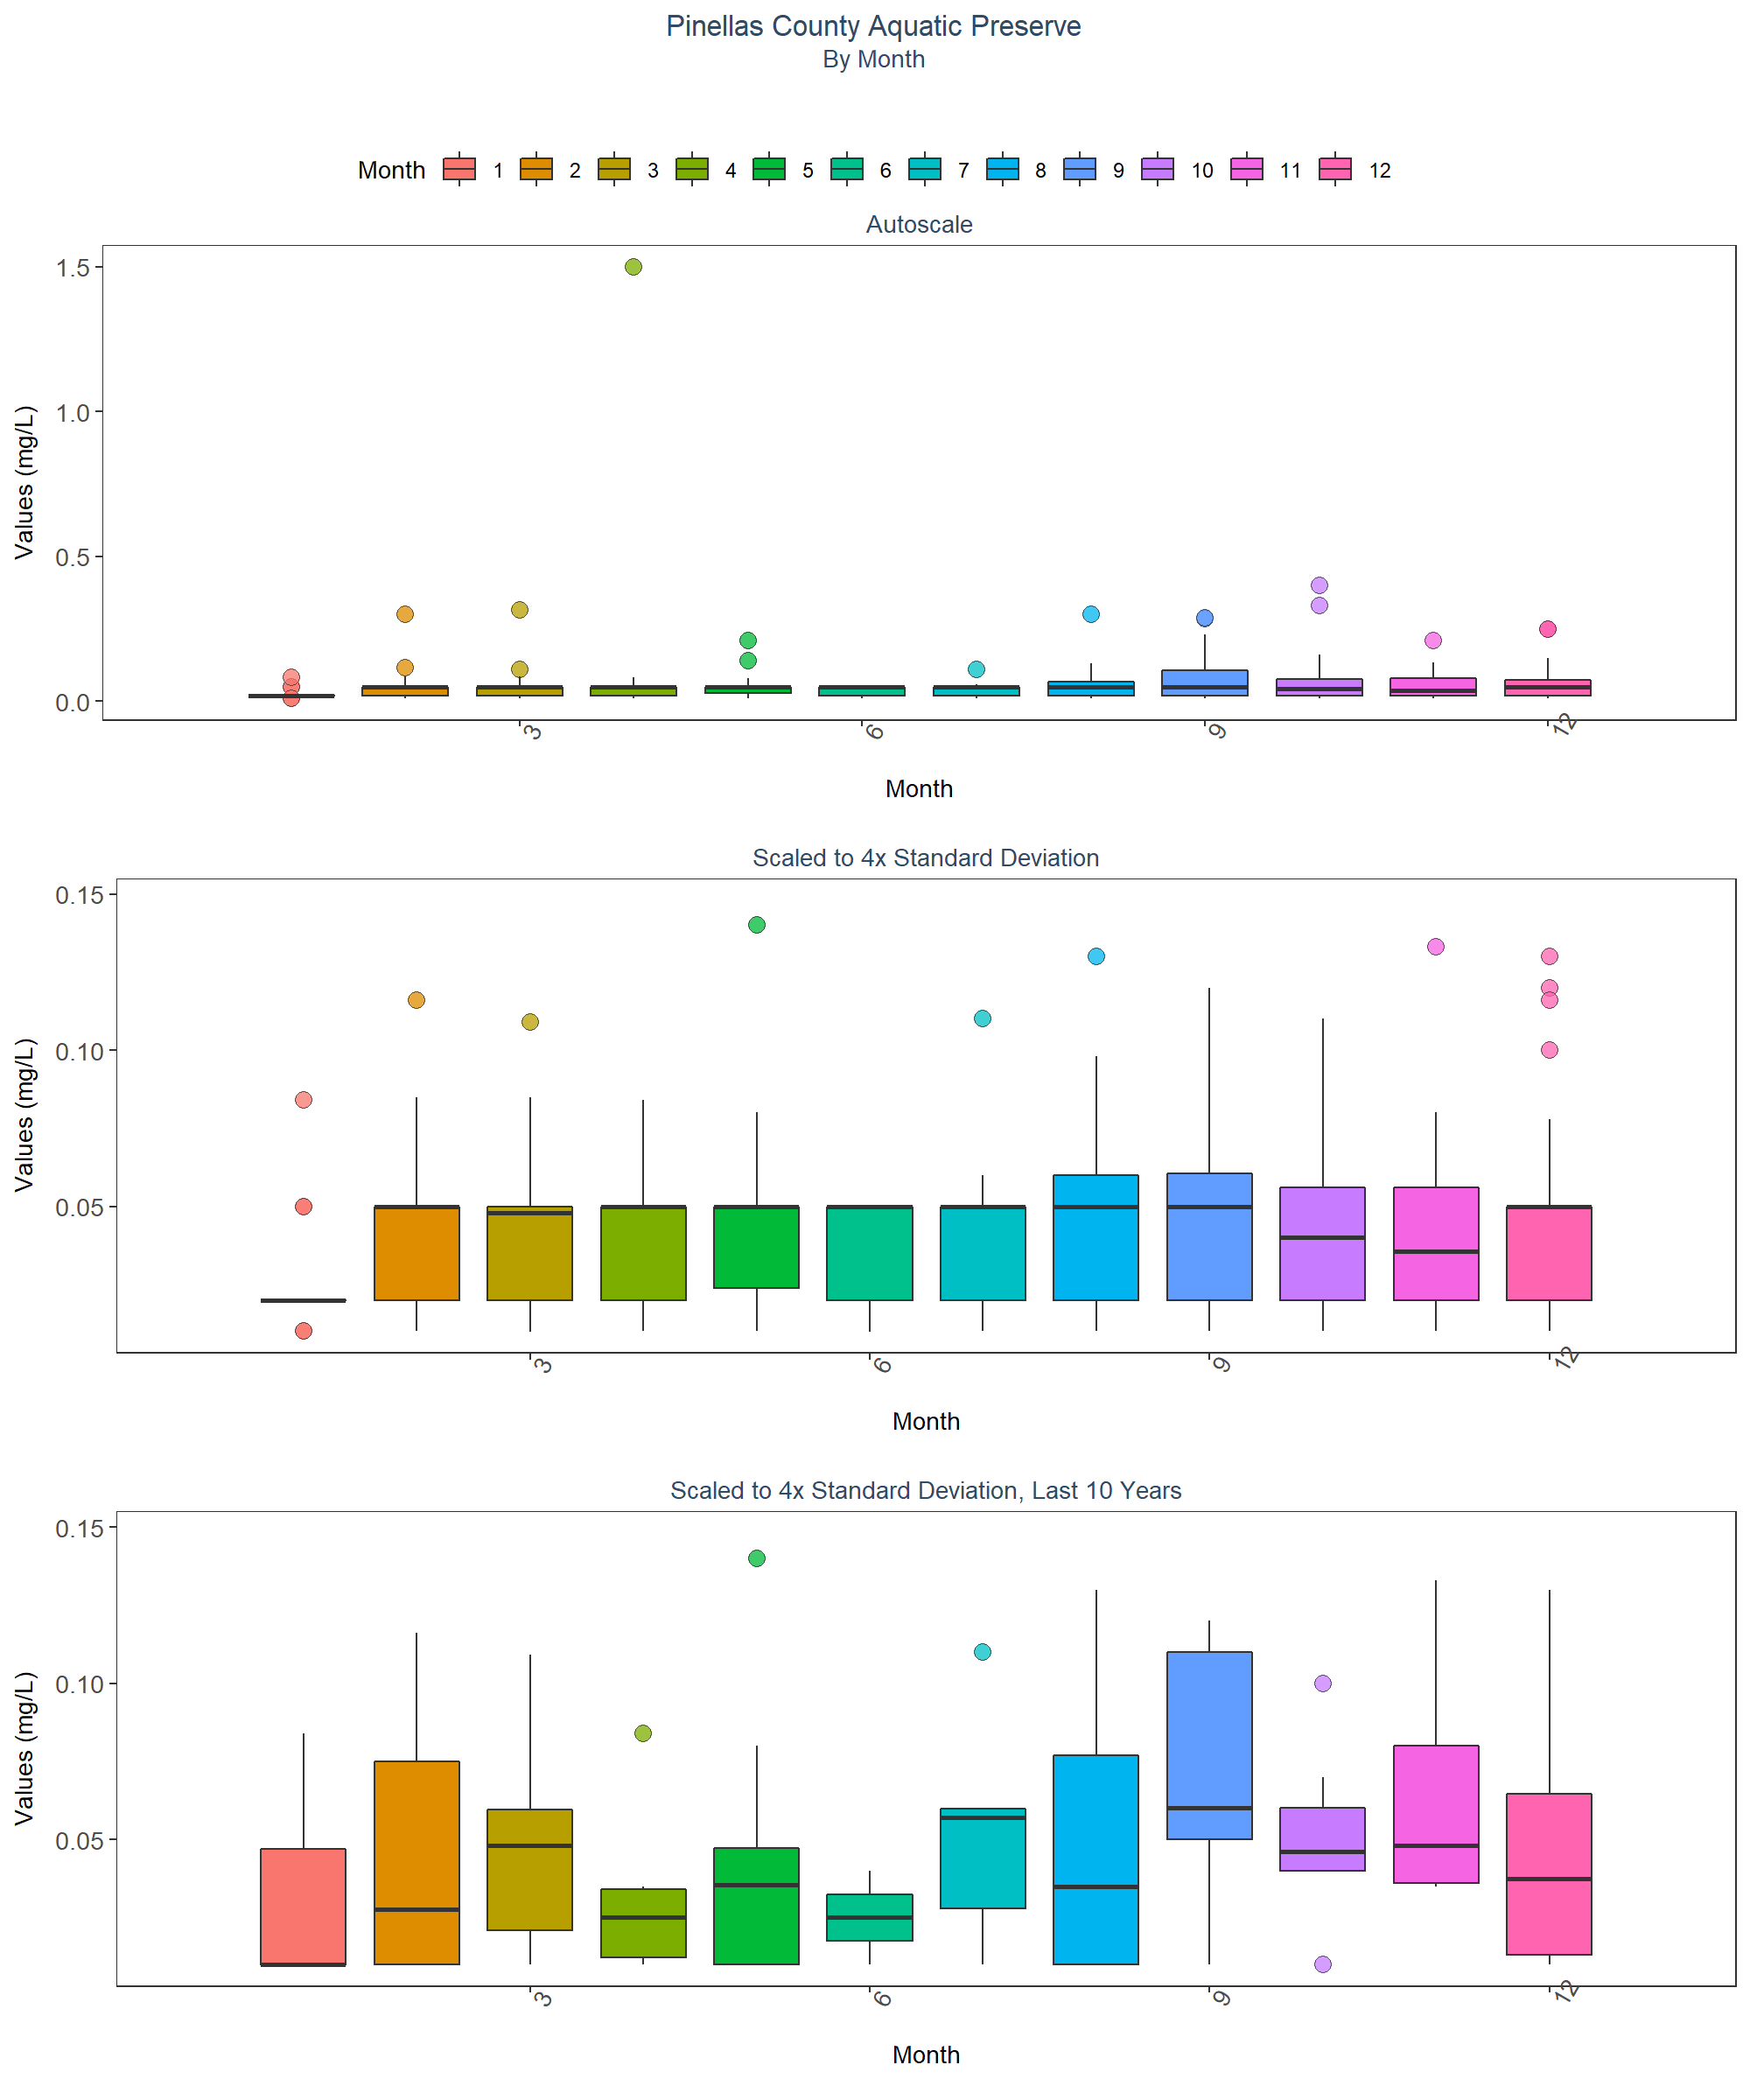 Pinellas County Aquatic Preserve
By Month
Month 1 2 3 4 5 6 7 8 9 10 11 12
Autoscale
Values (mg/L)
1.5
1.0
0.5
0.0
3 6 9 12
Month
Scaled to 4x Standard Deviation
Values (mg/L)
0.15
0.10
0.05
3 6 9 12
Month
Scaled to 4x Standard Deviation, Last 10 Years
Values (mg/L)
0.15
0.10
0.05
3 6 9 12
Month